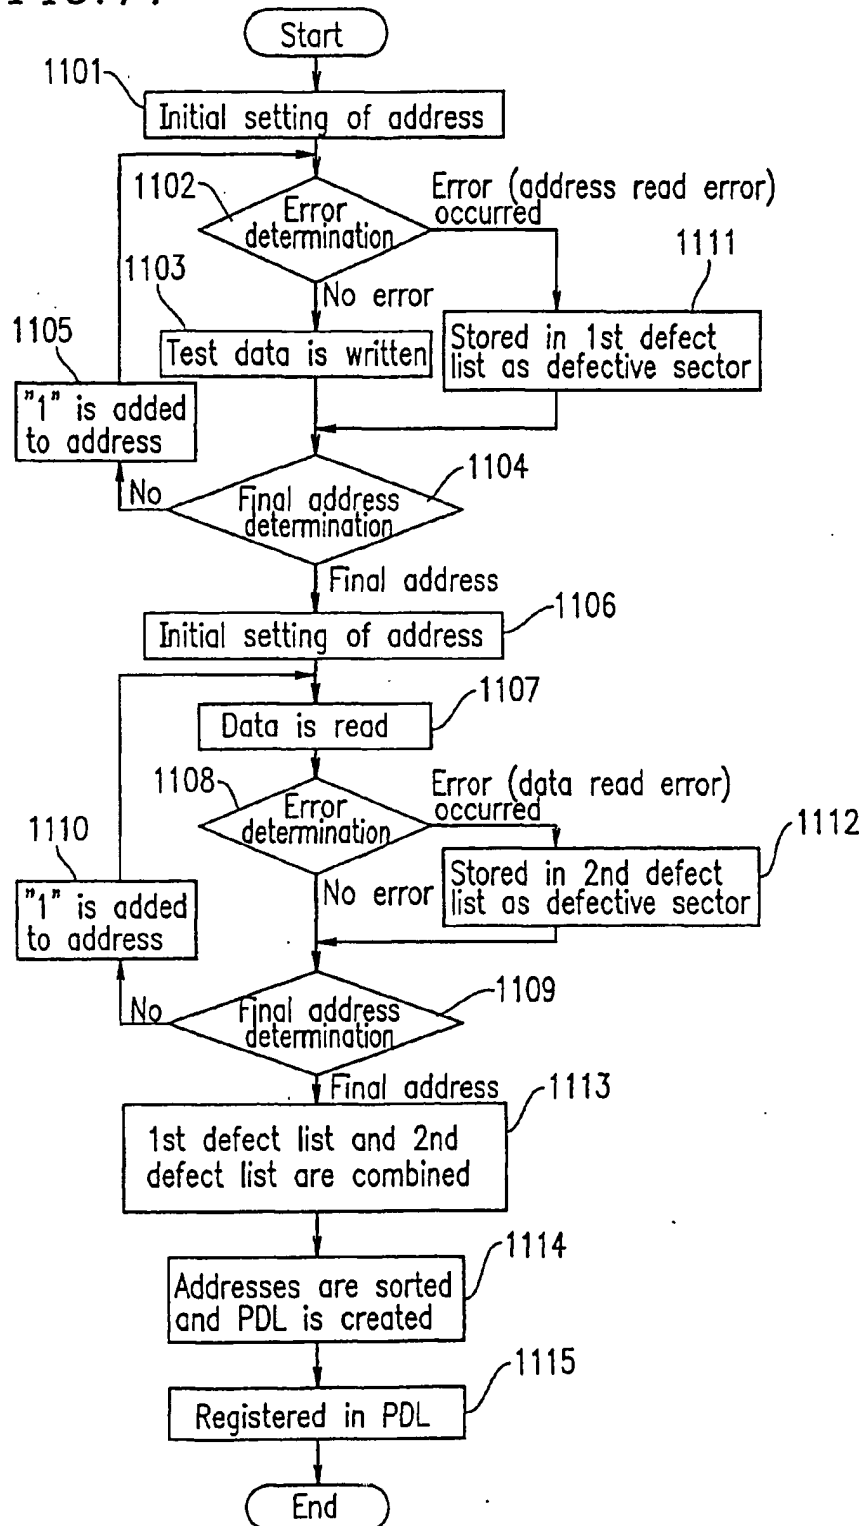 Start
1101
Initial setting of address
1102
Error
determination
Error (address read error)
occurred
1111
1103
No error
1105
Test data is written
Stored in 1st defect
list as defective sector
"1" is added
to address
1104
No
Final address
determination
Final address
1106
Initial setting of address
1107
Data is read
1108
Error
determination
Error (data read error)
occurred
1112
1110
No error
Stored in 2nd defect
list as defective sector
"1" is added
to address
1109
No
Final address
determination
Final address
1113
1st defect list and 2nd
defect list are combined
1114
Addresses are sorted
and PDL is created
1115
Registered in PDL
End